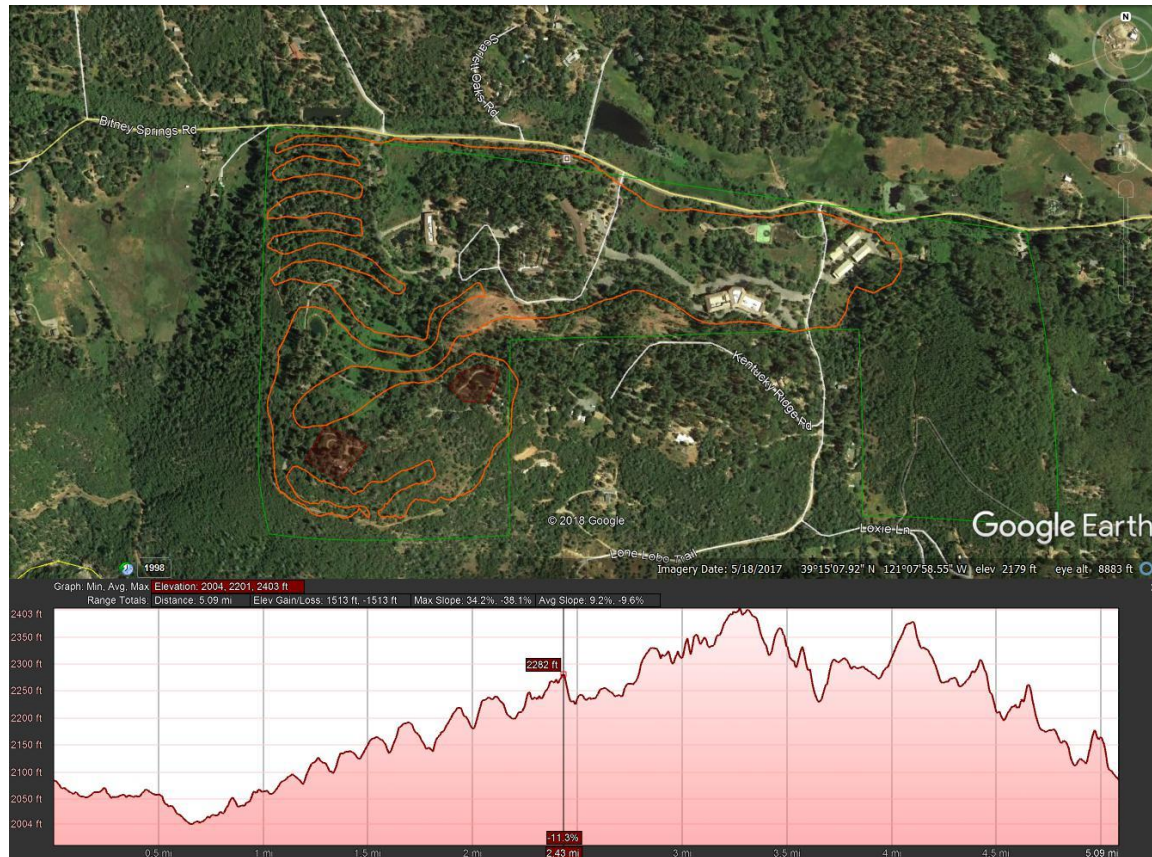 N
Searels Oaks Rd
Bitney Springs Rd
Kentucky Ridge Rd
© 2018 Google
Loxie Ln
Google Earth
Lone Lobo Trail
1998
Imagery Date: 5/18/2017 39°15'07.92" N 121°07'58.55" W elev 2179 ft eye alt 8883 ft
Graph: Min, Avg, Max Elevation: 2004, 2201, 2403 ft
Range Totals: Distance: 5.09 mi Elev Gain/Loss: 1513 ft, -1513 ft Max Slope: 34.2%, -38.1% Avg Slope: 9.2%, -9.6%
2403 ft
2350 ft
2300 ft
2282 ft
2250 ft
2200 ft
2150 ft
2100 ft
2050 ft
2004 ft
-11.3%
0.5 mi 1 mi 1.5 mi 2 mi 2.43 mi 3 mi 3.5 mi 4 mi 4.5 mi 5.09 mi